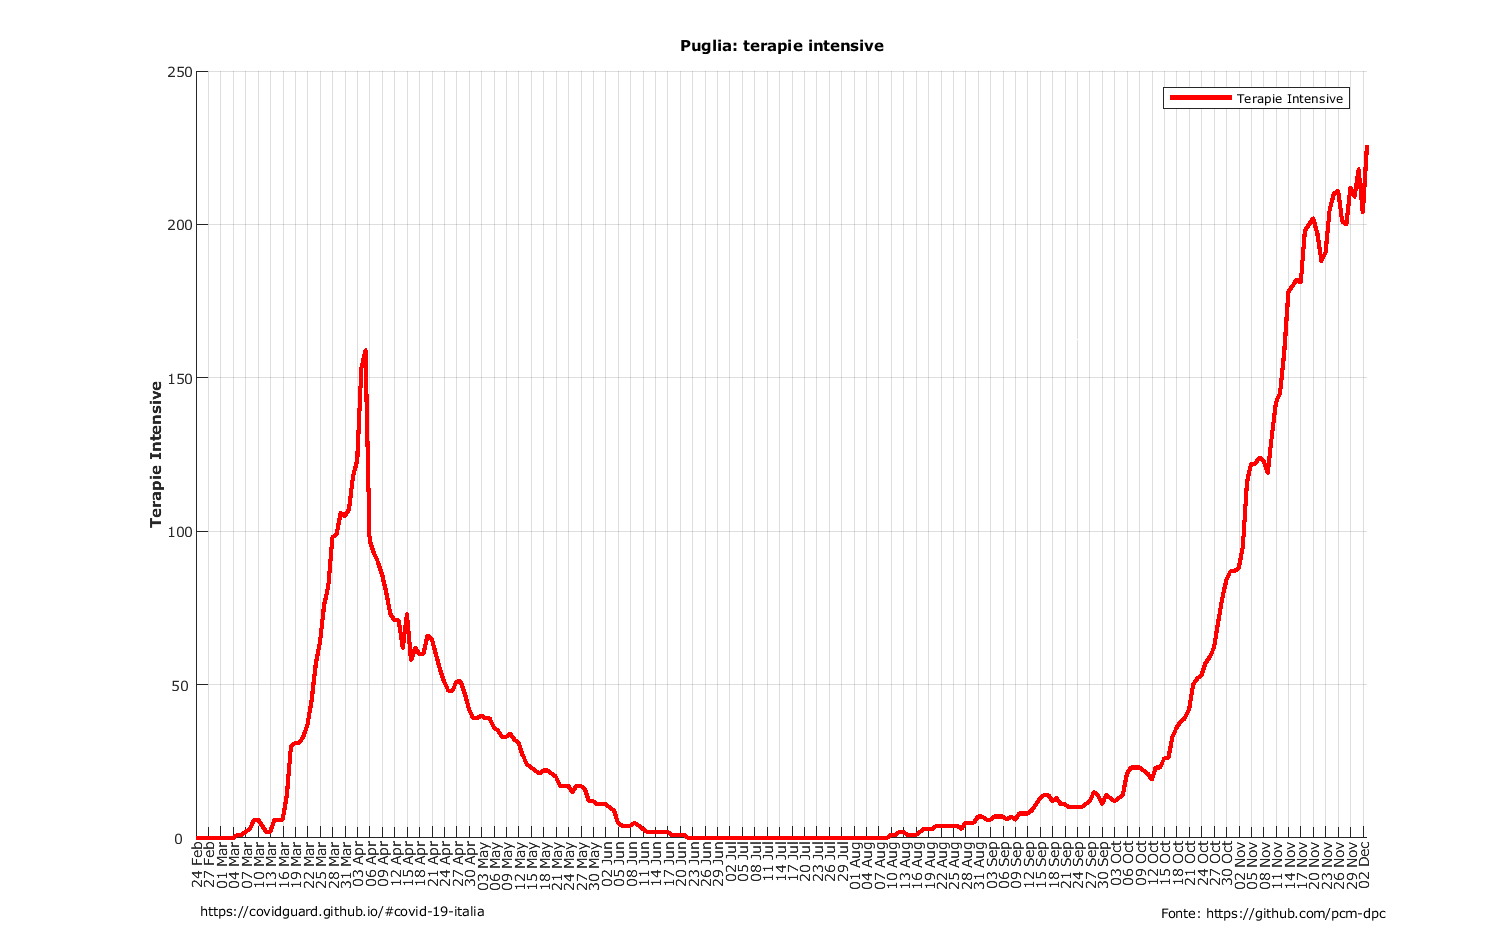 Puglia: terapie intensive
250
Terapie Intensive
200
150
100
50
0
Terapie Intensive
24 Feb
27 Feb
01 Mar
04 Mar
07 Mar
10 Mar
13 Mar
16 Mar
19 Mar
22 Mar
25 Mar
28 Mar
31 Mar
03 Apr
06 Apr
09 Apr
12 Apr
15 Apr
18 Apr
21 Apr
24 Apr
27 Apr
30 Apr
03 May
06 May
09 May
12 May
15 May
18 May
21 May
24 May
27 May
30 May
02 Jun
05 Jun
08 Jun
11 Jun
14 Jun
17 Jun
20 Jun
23 Jun
26 Jun
29 Jun
02 Jul
05 Jul
08 Jul
11 Jul
14 Jul
17 Jul
20 Jul
23 Jul
26 Jul
29 Jul
01 Aug
04 Aug
07 Aug
10 Aug
13 Aug
16 Aug
19 Aug
22 Aug
25 Aug
28 Aug
31 Aug
03 Sep
06 Sep
09 Sep
12 Sep
15 Sep
18 Sep
21 Sep
24 Sep
27 Sep
30 Sep
03 Oct
06 Oct
09 Oct
12 Oct
15 Oct
18 Oct
21 Oct
24 Oct
27 Oct
30 Oct
02 Nov
05 Nov
08 Nov
11 Nov
14 Nov
17 Nov
20 Nov
23 Nov
26 Nov
29 Nov
02 Dec
https://covidguard.github.io/#covid-19-italia
Fonte: https://github.com/pcm-dpc